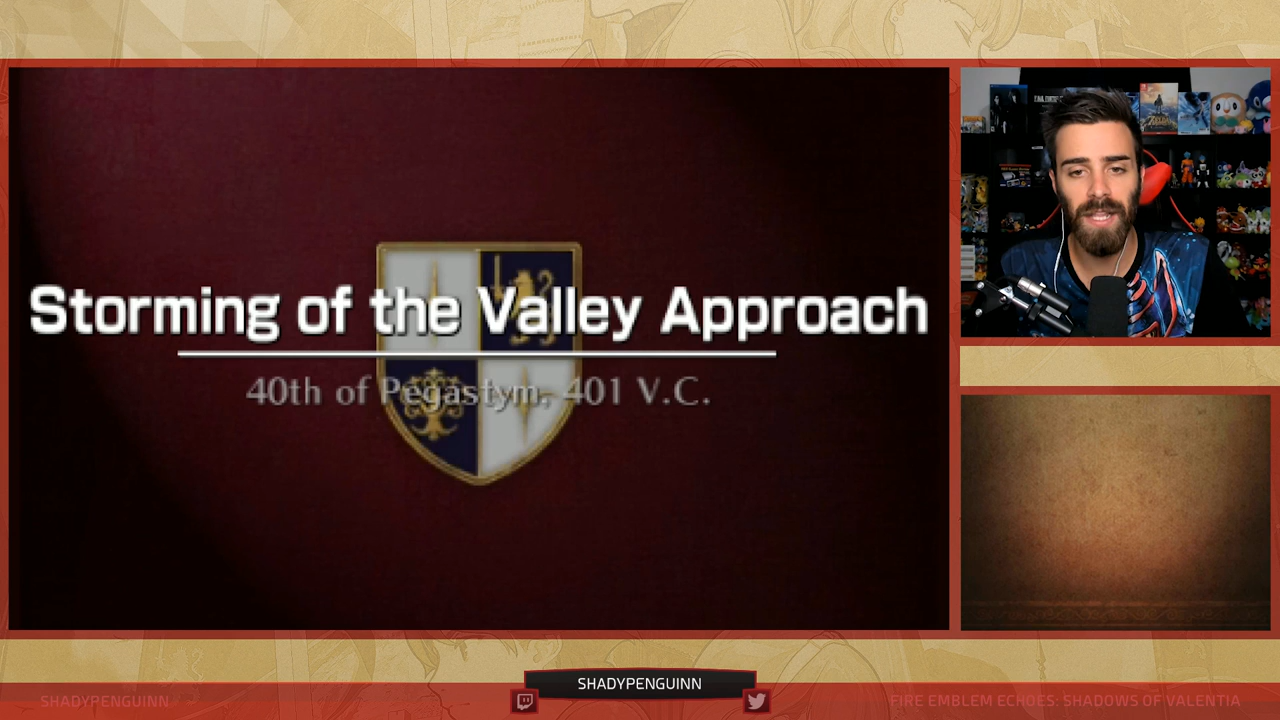 Storming of the Valley Approach
40th of Pegastym, 401 V.C.
SHADYPENGUINN
SHADYPENGUINN
FIRE EMBLEM ECHOES: SHADOWS OF VALENTIA